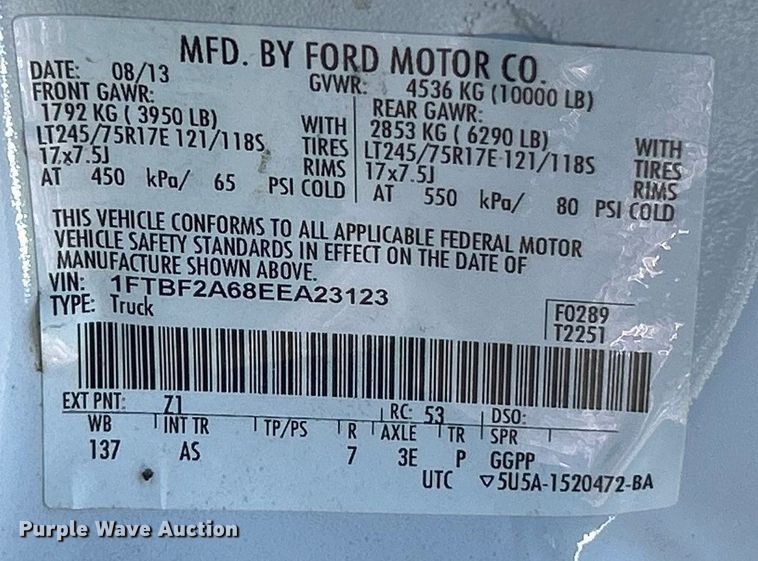 MFD. BY FORD MOTOR CO.
DATE: 08/13
GVWR: 4536 KG (10000 LB)
FRONT GAWR:
1792 KG ( 3950 LB)
LT245/75R17E 121/118S
17x7.5J
AT 450 kPa/ 65 PSI COLD
WITH
TIRES
RIMS
REAR GAWR:
2853 KG ( 6290 LB)
LT245/75R17E 121/118S
17x7.5J
AT 550 kPa/ 80 PSI COLD
WITH
TIRES
RIMS
THIS VEHICLE CONFORMS TO ALL APPLICABLE FEDERAL MOTOR
VEHICLE SAFETY STANDARDS IN EFFECT ON THE DATE OF
MANUFACTURE SHOWN ABOVE.
VIN: 1FTBF2A68EEA23123
TYPE: Truck
F0289
T2251
EXT PNT: Z1 RC: 53 DSO:
WB INT TR TP/PS R AXLE TR SPR
137 AS 7 3E P GGPP
UTC ▽5U5A-1520472-BA
Purple Wave Auction